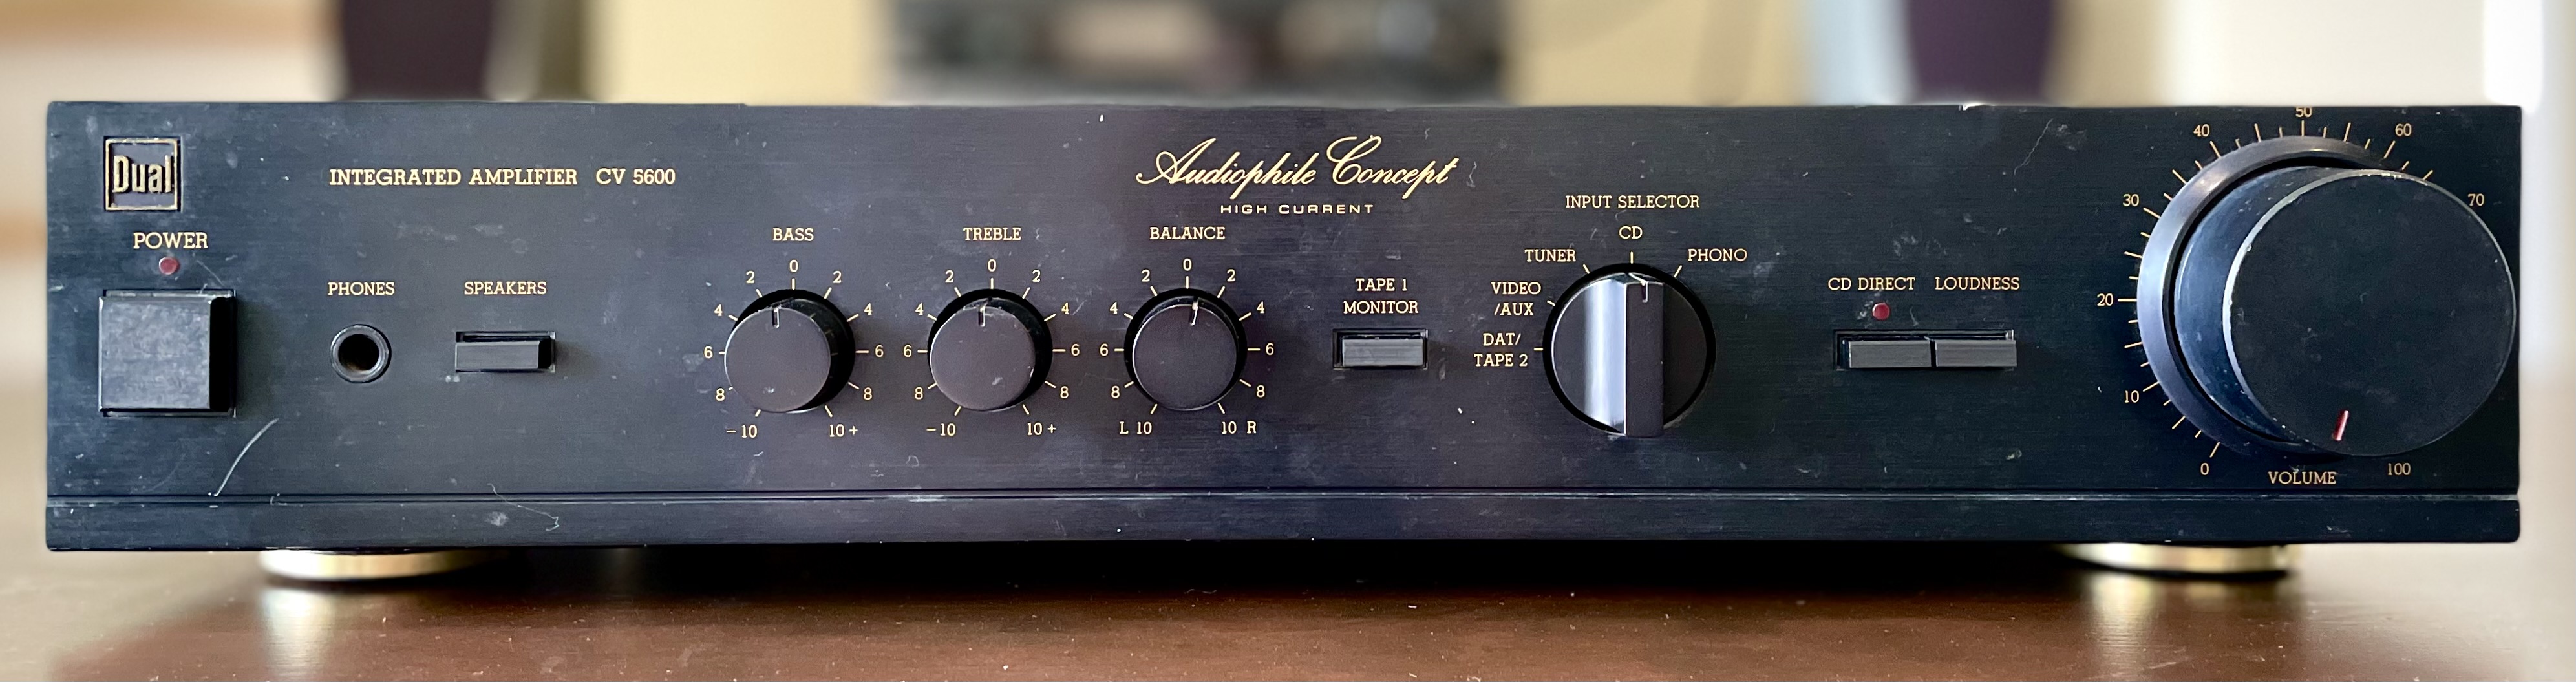 Dual
INTEGRATED AMPLIFIER CV 5600
Audiophile Concept
HIGH CURRENT
POWER
PHONES
SPEAKERS
BASS
0
2 2
4 4
6 6
8 8
-10 10+
TREBLE
0
2 2
4 4
6 6
8 8
-10 10+
BALANCE
0
2 2
4 4
6 6
8 8
L 10 10 R
TAPE 1
MONITOR
INPUT SELECTOR
CD
TUNER
PHONO
VIDEO
/AUX
DAT/
TAPE 2
CD DIRECT
LOUDNESS
50
40 60
30 70
20
10
0 100
VOLUME